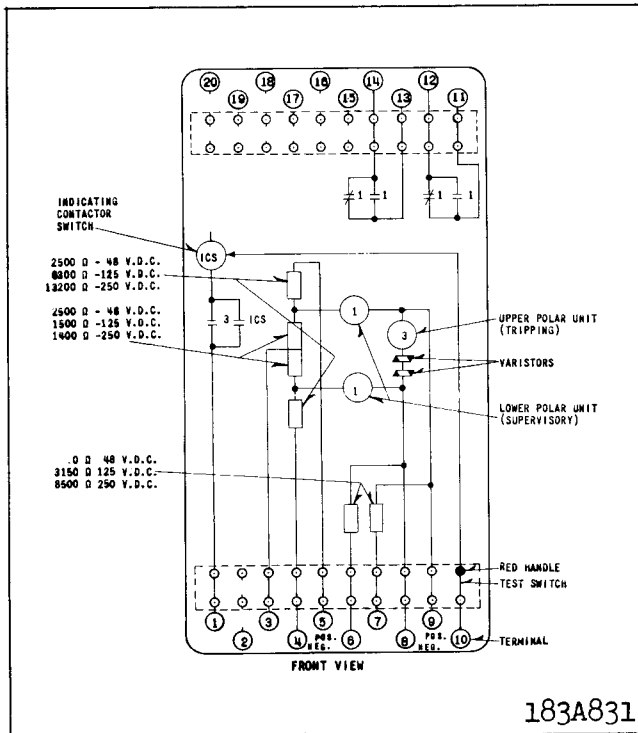 20
18
16
14
12
19
17
15
13
11
1
1
1
1
INDICATING
CONTACTOR
SWITCH
ICS
2500 Ω - 48 V.D.C.
6300 Ω -125 V.D.C.
13200 Ω -250 V.D.C.
2500 Ω - 48 V.D.C.
1500 Ω -125 V.D.C.
1400 Ω -250 V.D.C.
3
ICS
1
3
1
UPPER POLAR UNIT
(TRIPPING)
VARISTORS
LOWER POLAR UNIT
(SUPERVISORY)
.0 Ω 48 V.D.C.
3150 Ω 125 V.D.C.
8500 Ω 250 V.D.C.
RED HANDLE
TEST SWITCH
1
3
5
7
9
2
4
POS.
NEG.
6
8
POS.
NEG.
10
TERMINAL
FRONT VIEW
183A831